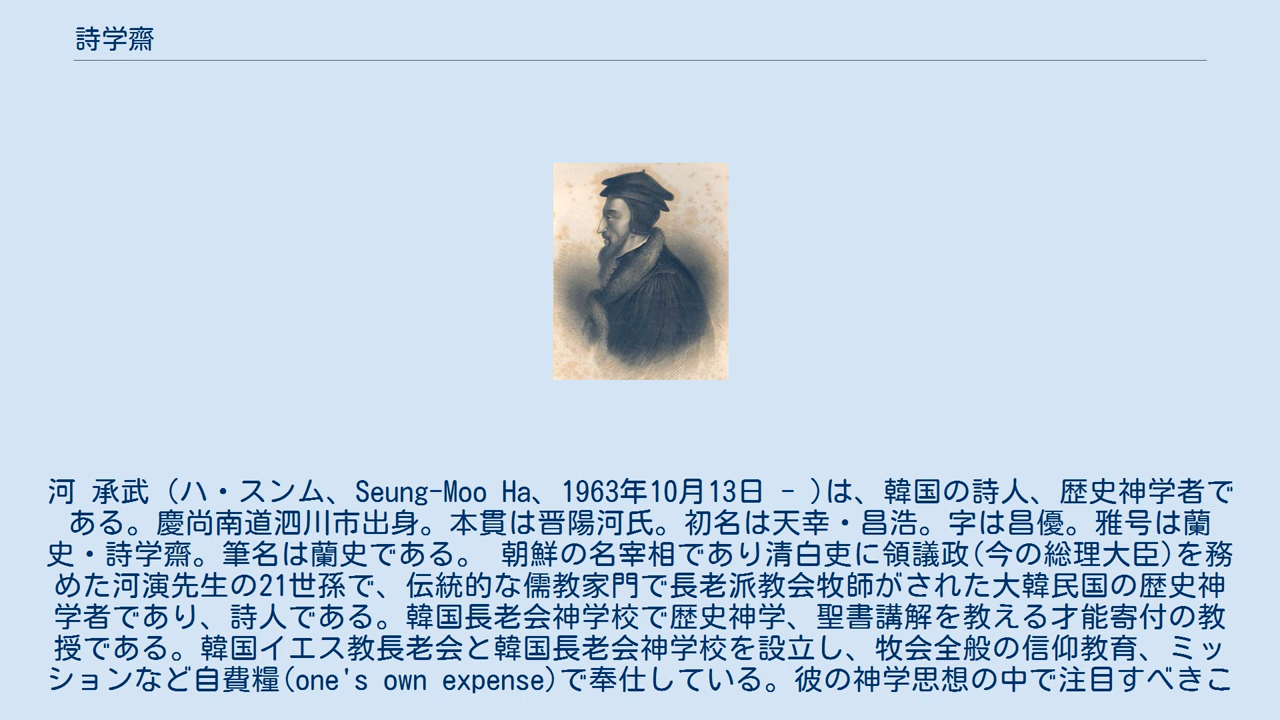 詩学齋
河 承武 (ハ・スンム、Seung-Moo Ha、1963年10月13日 - )は、韓国の詩人、歴史神学者で
ある。慶尚南道泗川市出身。本貫は晋陽河氏。初名は天幸・昌浩。字は昌優。雅号は蘭
史・詩学齋。筆名は蘭史である。 朝鮮の名宰相であり清白吏に領議政(今の総理大臣)を務
めた河演先生の21世孫で、伝統的な儒教家門で長老派教会牧師がされた大韓民国の歴史神
学者であり、詩人である。韓国長老会神学校で歴史神学、聖書講解を教える才能寄付の教
授である。韓国イエス教長老会と韓国長老会神学校を設立し、牧会全般の信仰教育、ミッ
ションなど自費糧(one's own expense)で奉仕している。彼の神学思想の中で注目すべきこ